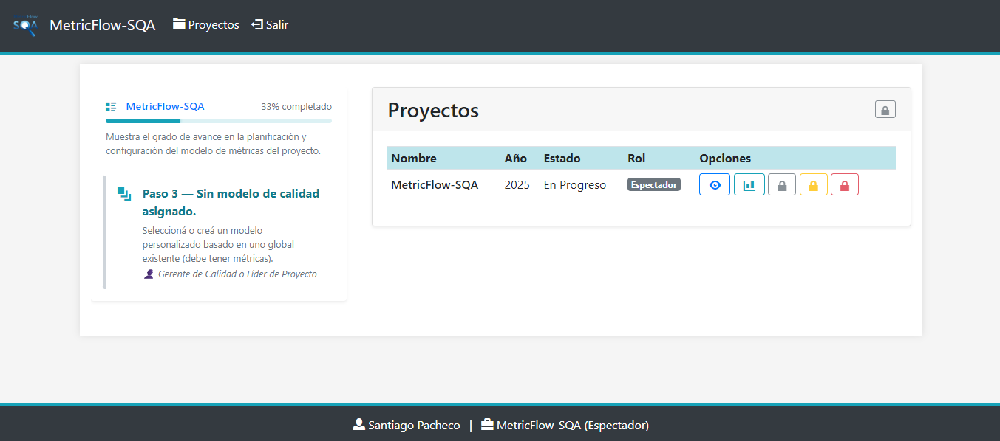 Flow
SQA
MetricFlow-SQA Proyectos Salir
MetricFlow-SQA 33% completado
Muestra el grado de avance en la planificación y
configuración del modelo de métricas del proyecto.
Paso 3 — Sin modelo de calidad
asignado.
Seleccioná o creá un modelo
personalizado basado en uno global
existente (debe tener métricas).
Gerente de Calidad o Líder de Proyecto
Proyectos
Nombre Año Estado Rol Opciones
MetricFlow-SQA 2025 En Progreso Espectador
Santiago Pacheco | MetricFlow-SQA (Espectador)